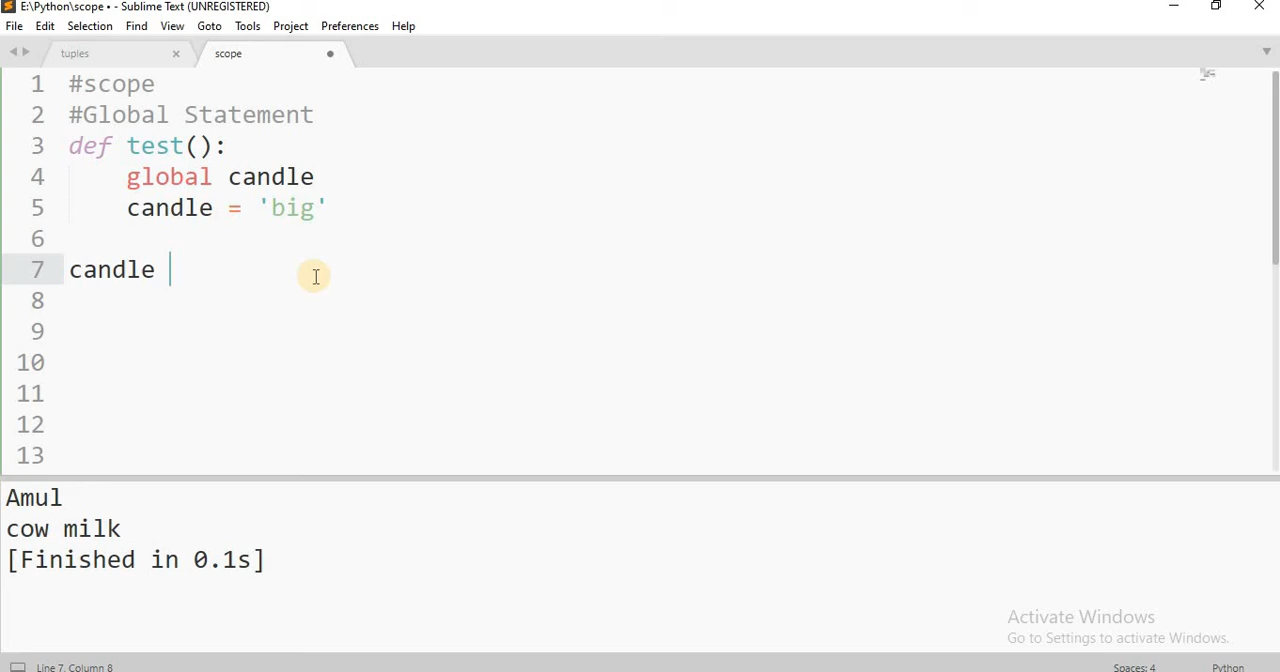 E:\Python\scope • - Sublime Text (UNREGISTERED)
File Edit Selection Find View Goto Tools Project Preferences Help
tuples × scope •
1 #scope
2 #Global Statement
3 def test():
4 global candle
5 candle = 'big'
6
7 candle
8
9
10
11
12
13
Amul
cow milk
[Finished in 0.1s]
Activate Windows
Go to Settings to activate Windows.
Line 7, Column 8 Spaces: 4 Python